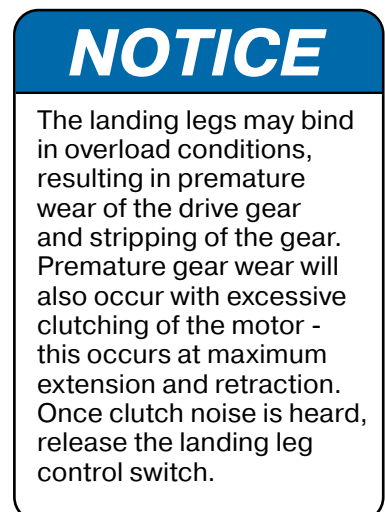 NOTICE
The landing legs may bind
in overload conditions,
resulting in premature
wear of the drive gear
and stripping of the gear.
Premature gear wear will
also occur with excessive
clutching of the motor -
this occurs at maximum
extension and retraction.
Once clutch noise is heard,
release the landing leg
control switch.